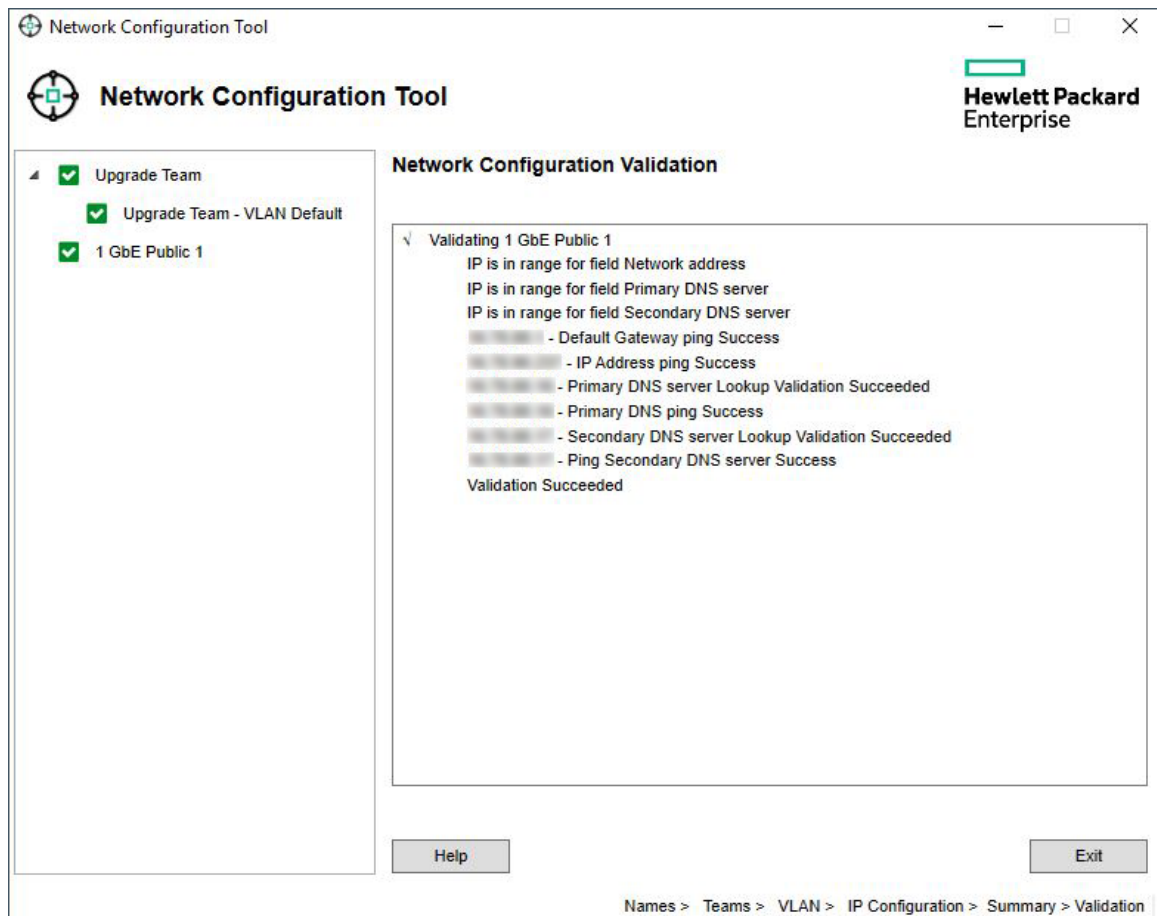 Network Configuration Tool
Network Configuration Tool
Hewlett Packard
Enterprise
Upgrade Team
Upgrade Team - VLAN Default
1 GbE Public 1
Network Configuration Validation
√ Validating 1 GbE Public 1
IP is in range for field Network address
IP is in range for field Primary DNS server
IP is in range for field Secondary DNS server
- Default Gateway ping Success
- IP Address ping Success
- Primary DNS server Lookup Validation Succeeded
- Primary DNS ping Success
- Secondary DNS server Lookup Validation Succeeded
- Ping Secondary DNS server Success
Validation Succeeded
Help
Exit
Names > Teams > VLAN > IP Configuration > Summary > Validation